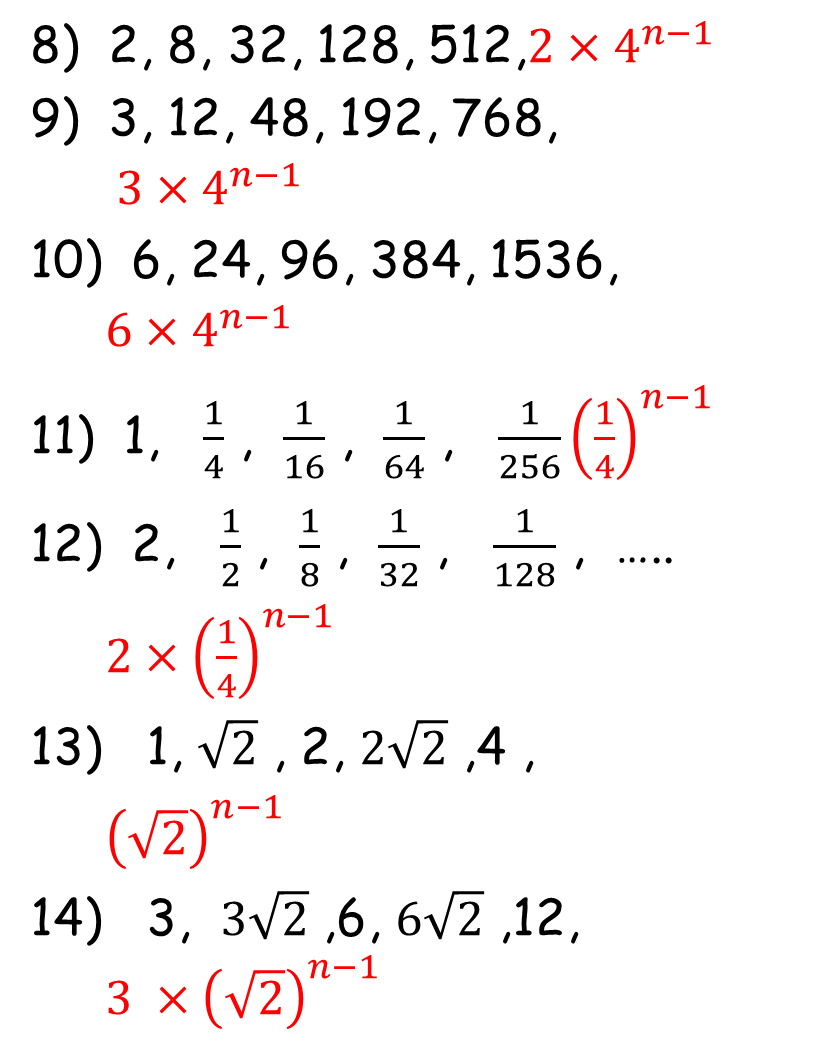 8) 2, 8, 32, 128, 512, 2 × 4ⁿ⁻¹
9) 3, 12, 48, 192, 768,
3 × 4ⁿ⁻¹
10) 6, 24, 96, 384, 1536,
6 × 4ⁿ⁻¹
11) 1, 1/4 , 1/16 , 1/64 , 1/256 (1/4)ⁿ⁻¹
12) 2, 1/2 , 1/8 , 1/32 , 1/128 , …..
2 × (1/4)ⁿ⁻¹
13) 1, √2 , 2, 2√2 ,4 ,
(√2)ⁿ⁻¹
14) 3, 3√2 ,6, 6√2 ,12,
3 × (√2)ⁿ⁻¹